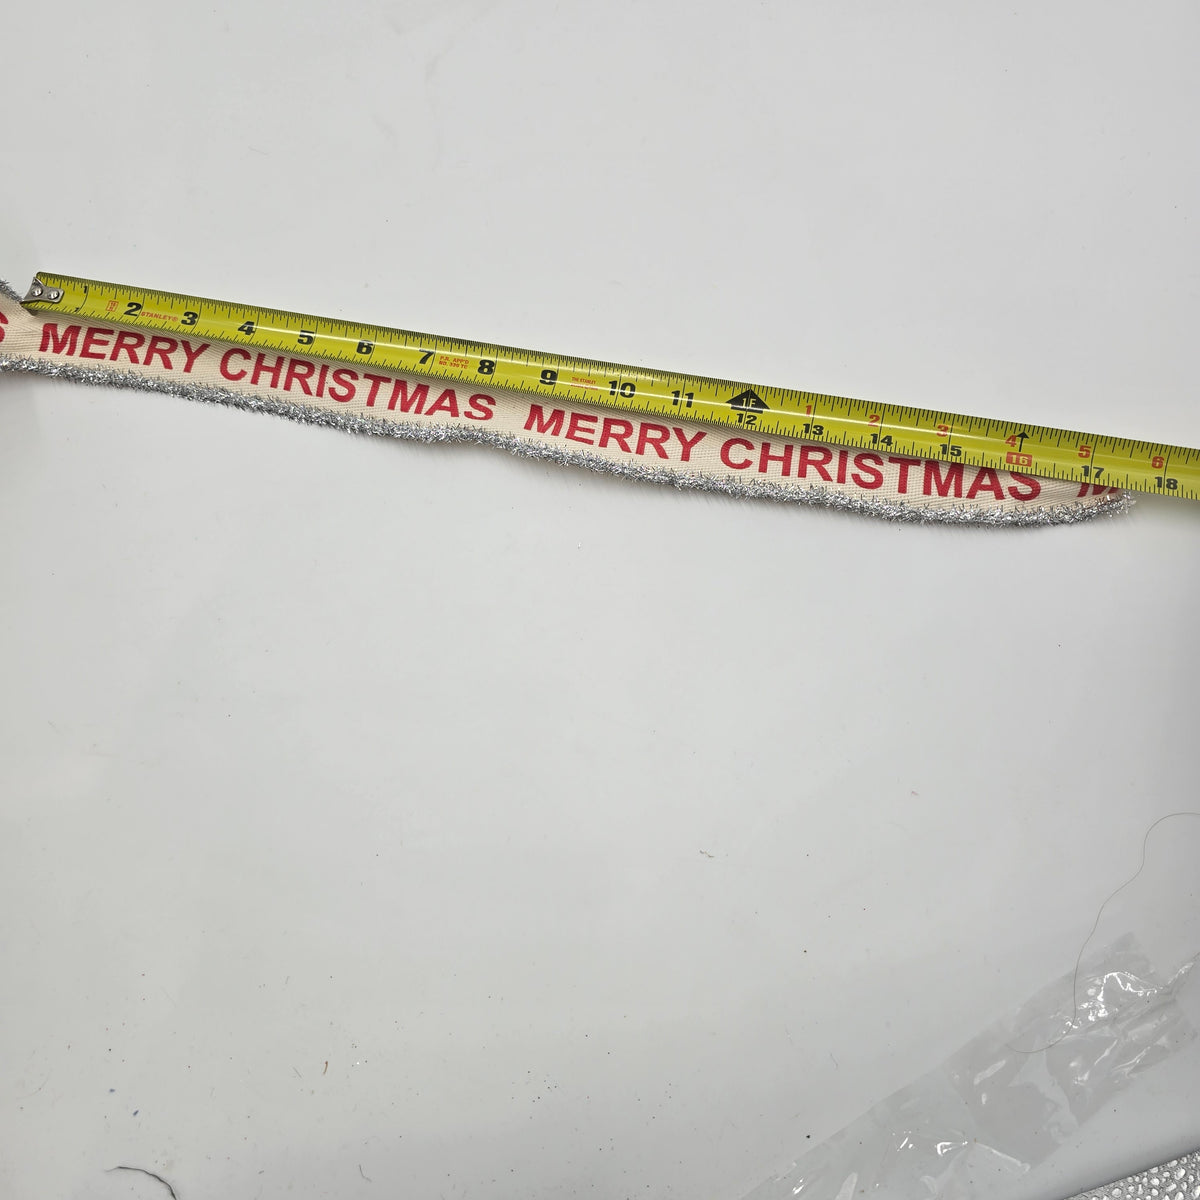 1 2 STANLEY® 3 4 5 6 7 8 9 10 11 12 13 14 15 16 17 18
1F 1 2 3 4 5 6
S MERRY CHRISTMAS MERRY CHRISTMAS M